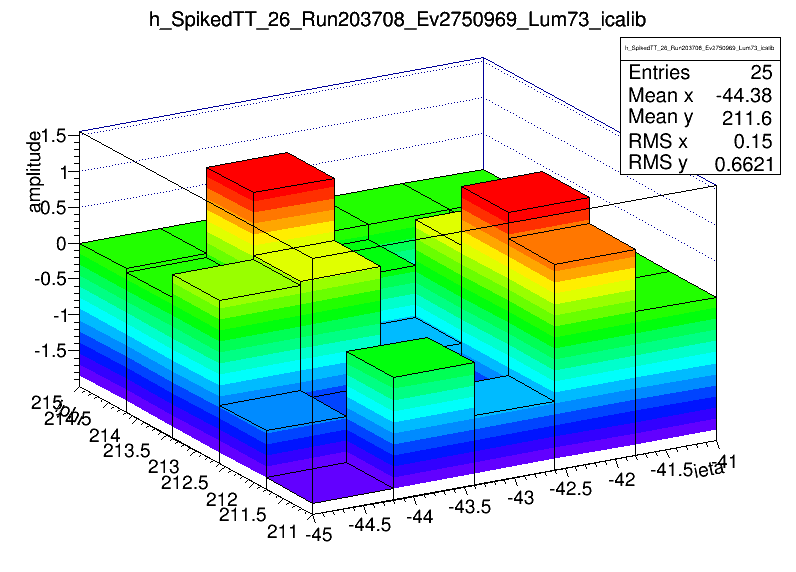 h_SpikedTT_26_Run203708_Ev2750969_Lum73_icalib
h_SpikedTT_26_Run203708_Ev2750969_Lum73_icalib
Entries 25
Mean x -44.38
Mean y 211.6
RMS x 0.15
RMS y 0.6621
amplitude
1.5
1
0.5
0
-0.5
-1
-1.5
215
214.5
214
213.5
213
212.5
212
211.5
211
-45
-44.5
-44
-43.5
-43
-42.5
-42
-41.5
-41
ieta